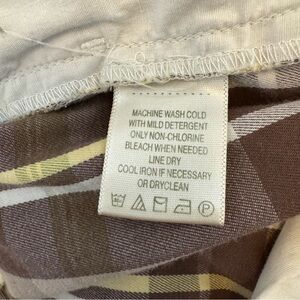 MACHINE WASH COLD
WITH MILD DETERGENT
ONLY NON-CHLORINE
BLEACH WHEN NEEDED
LINE DRY
COOL IRON IF NECESSARY
OR DRYCLEAN
P